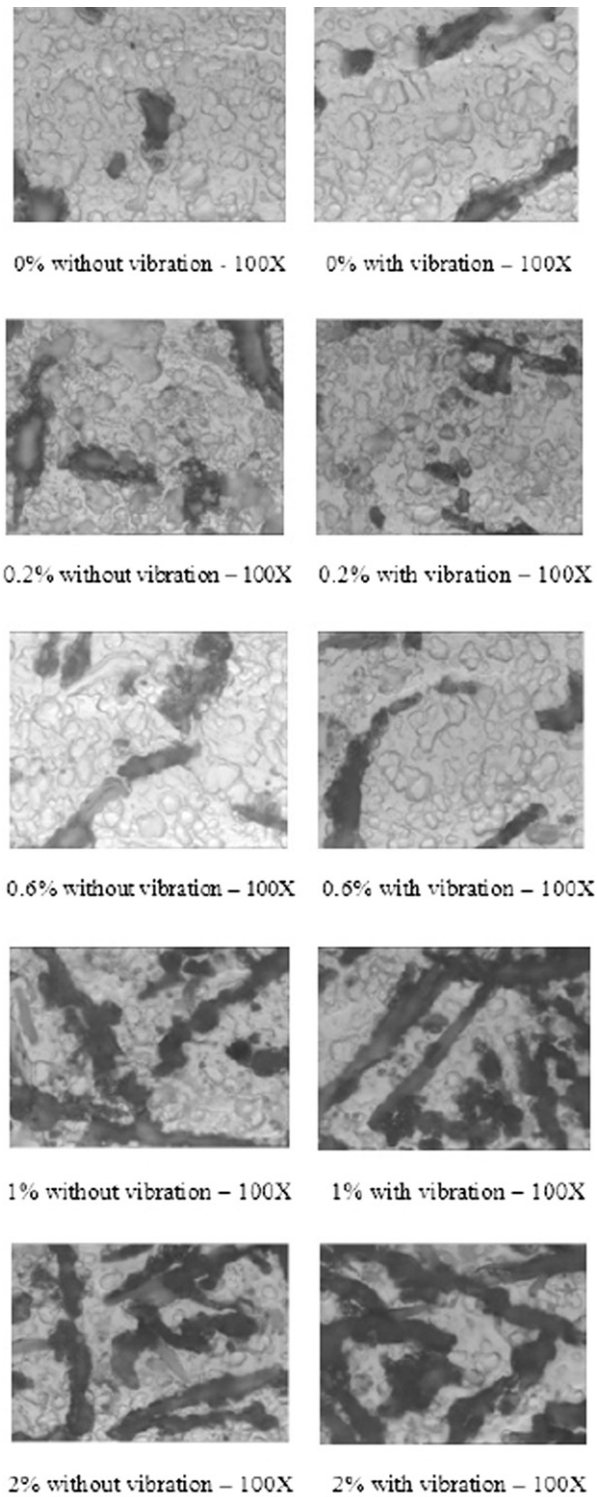 0% without vibration - 100X
0% with vibration – 100X
0.2% without vibration – 100X
0.2% with vibration – 100X
0.6% without vibration – 100X
0.6% with vibration – 100X
1% without vibration – 100X
1% with vibration – 100X
2% without vibration – 100X
2% with vibration – 100X